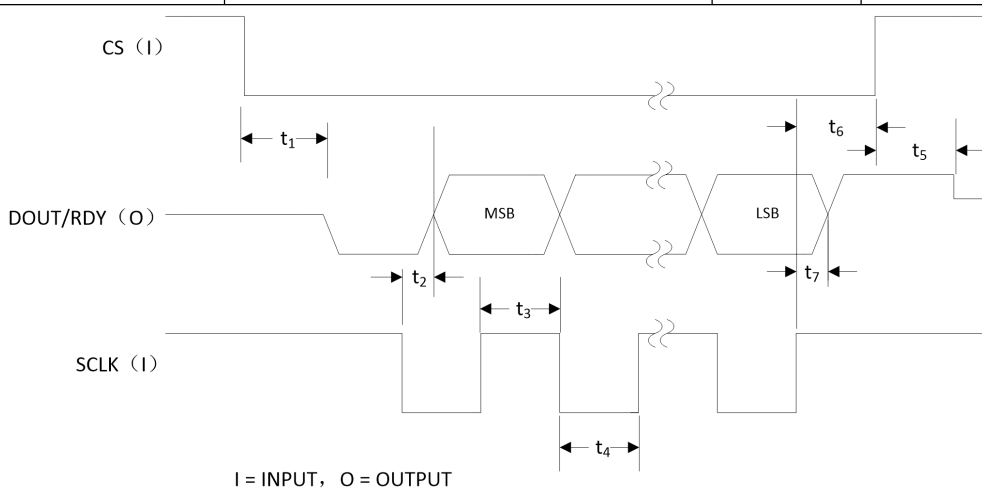 CS（I）
t1
t6
t5
DOUT/RDY（O）
MSB
LSB
t2
t7
t3
SCLK（I）
t4
I = INPUT，O = OUTPUT